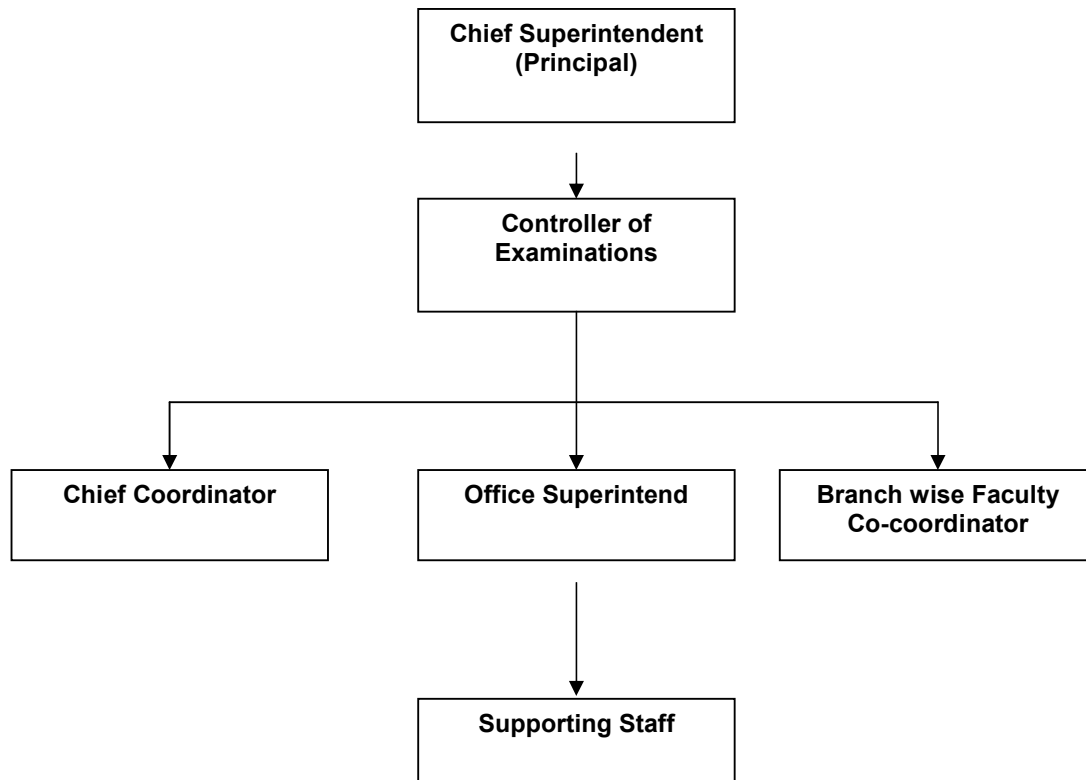 Chief Superintendent
(Principal)
Controller of
Examinations
Chief Coordinator
Office Superintend
Branch wise Faculty
Co-coordinator
Supporting Staff